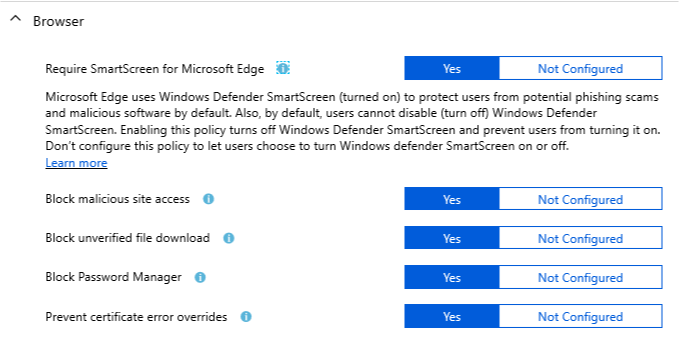 Browser
Require SmartScreen for Microsoft Edge Yes Not Configured
Microsoft Edge uses Windows Defender SmartScreen (turned on) to protect users from potential phishing scams
and malicious software by default. Also, by default, users cannot disable (turn off) Windows Defender
SmartScreen. Enabling this policy turns off Windows Defender SmartScreen and prevent users from turning it on.
Don't configure this policy to let users choose to turn Windows defender SmartScreen on or off.
Learn more
Block malicious site access Yes Not Configured
Block unverified file download Yes Not Configured
Block Password Manager Yes Not Configured
Prevent certificate error overrides Yes Not Configured